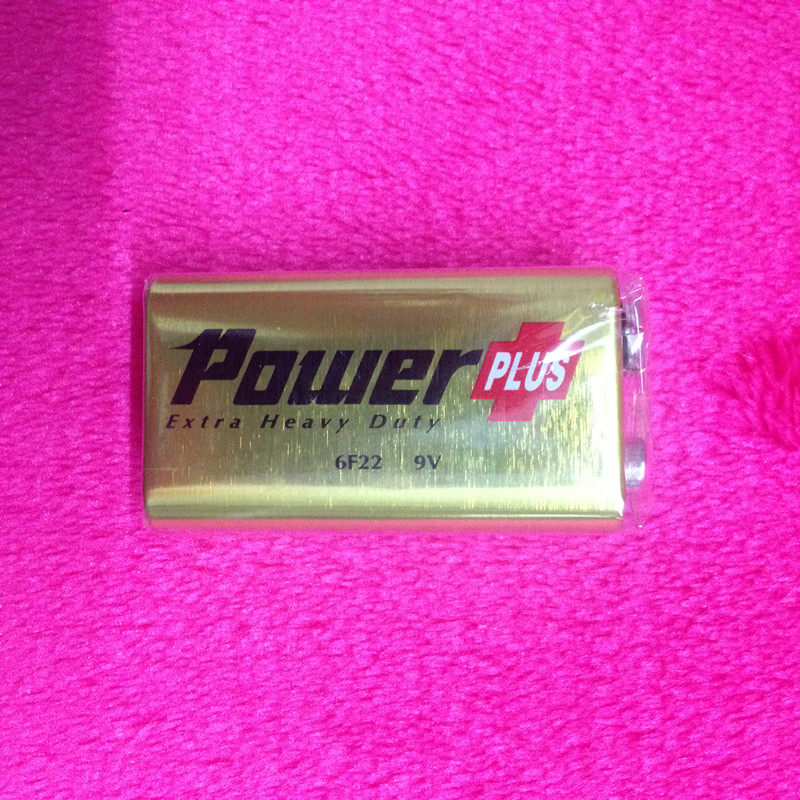 Power PLUS
Extra Heavy Duty
6F22 9V